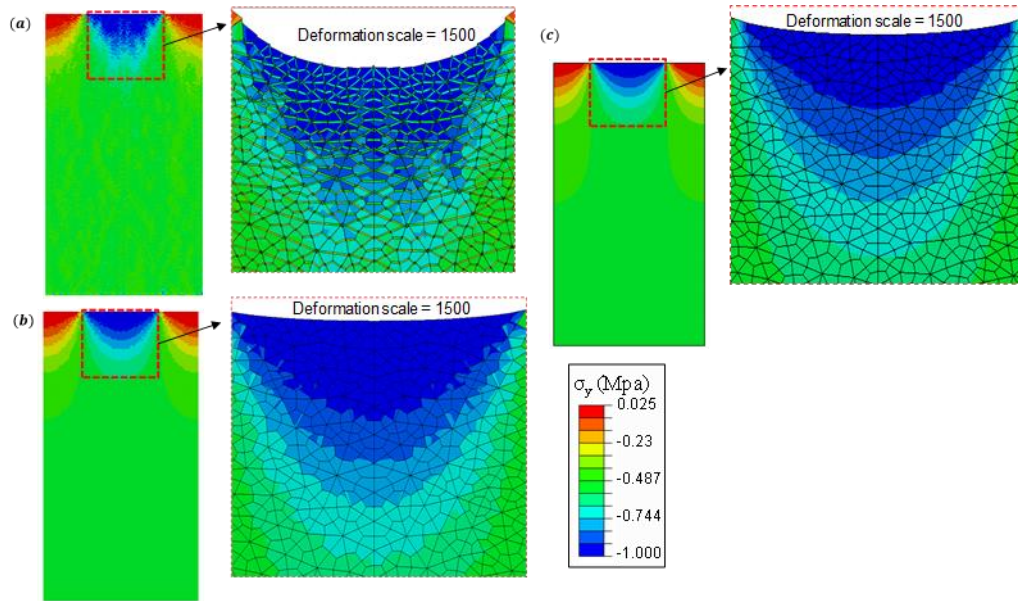 (a)
Deformation scale = 1500
(c)
Deformation scale = 1500
(b)
Deformation scale = 1500
σy (Mpa)
0.025
-0.23
-0.487
-0.744
-1.000